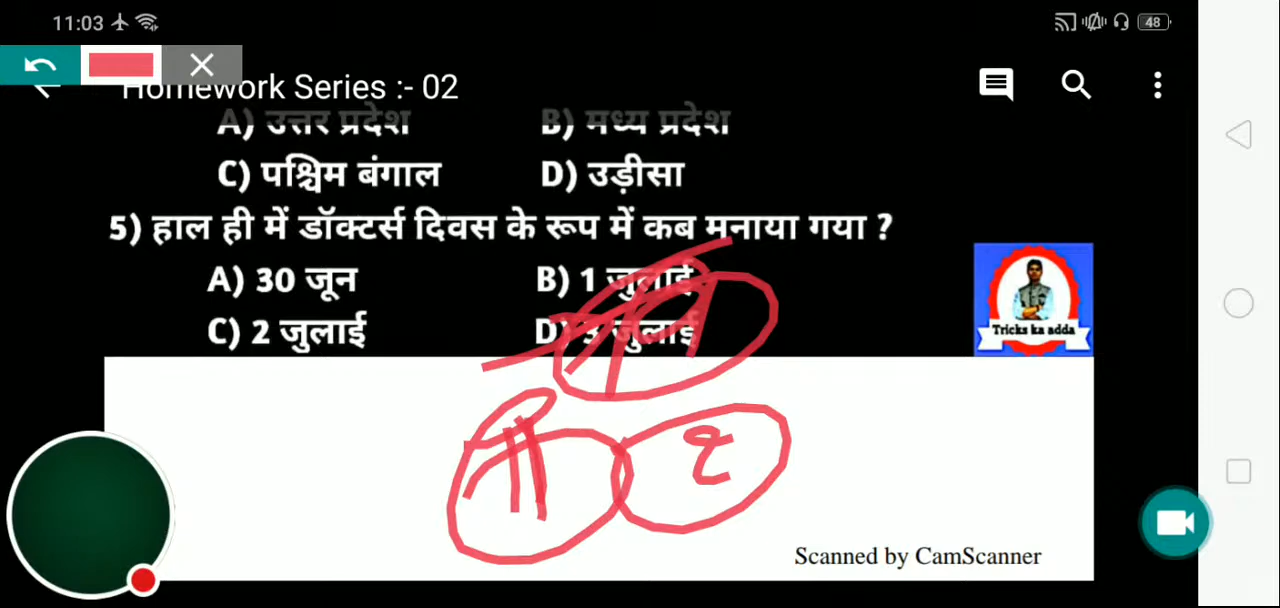 11:03 48
Homework Series :- 02
A) उत्तर प्रदेश B) मध्य प्रदेश
C) पश्चिम बंगाल D) उड़ीसा
5) हाल ही में डॉक्टर्स दिवस के रूप में कब मनाया गया ?
A) 30 जून B) 1 जुलाई
C) 2 जुलाई D) 3 जुलाई
Tricks ka adda
Scanned by CamScanner